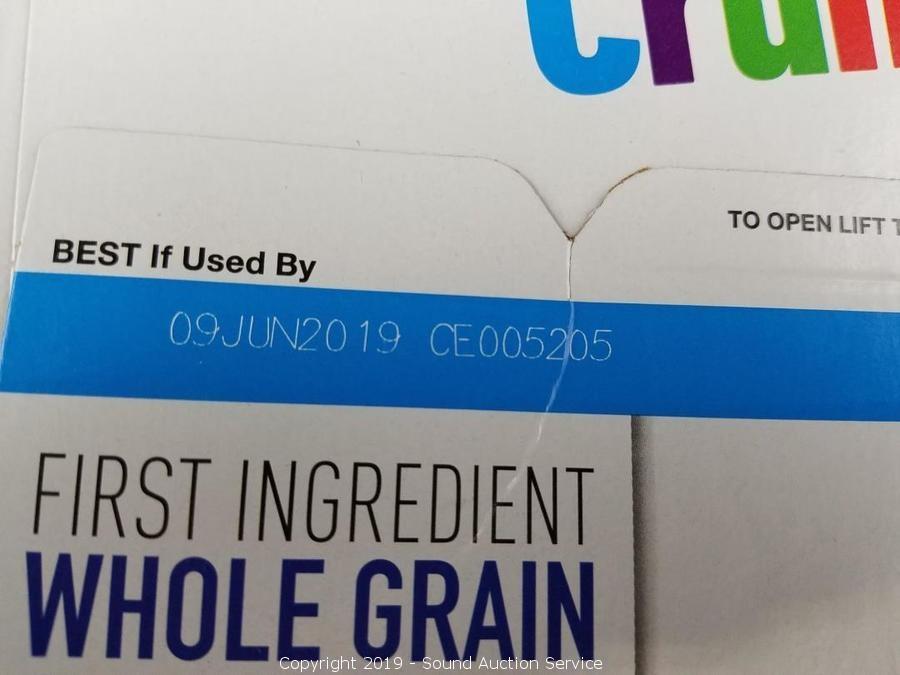 BEST If Used By
TO OPEN LIFT
09JUN2019 CE005205
FIRST INGREDIENT
WHOLE GRAIN
Copyright 2019 - Sound Auction Service